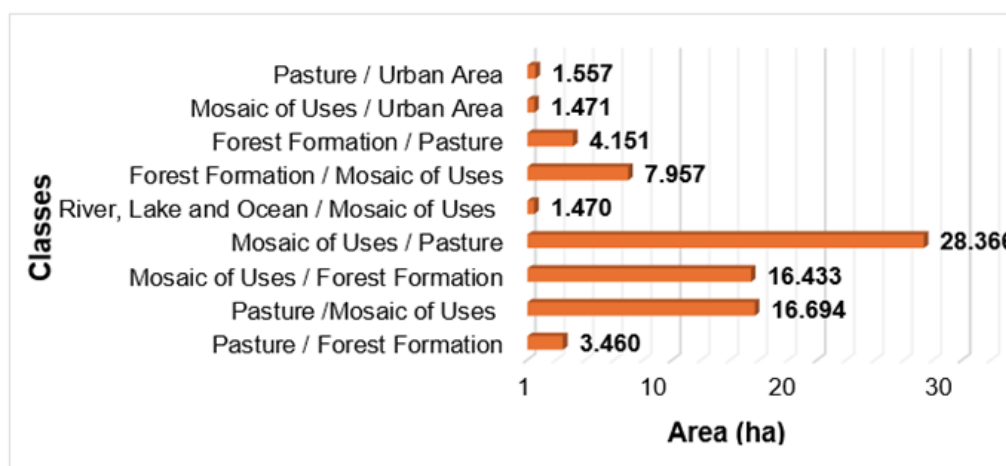 Pasture / Urban Area 1.557
Mosaic of Uses / Urban Area 1.471
Forest Formation / Pasture 4.151
Forest Formation / Mosaic of Uses 7.957
River, Lake and Ocean / Mosaic of Uses 1.470
Mosaic of Uses / Pasture 28.366
Mosaic of Uses / Forest Formation 16.433
Pasture /Mosaic of Uses 16.694
Pasture / Forest Formation 3.460
Classes
1 10 20 30
Area (ha)